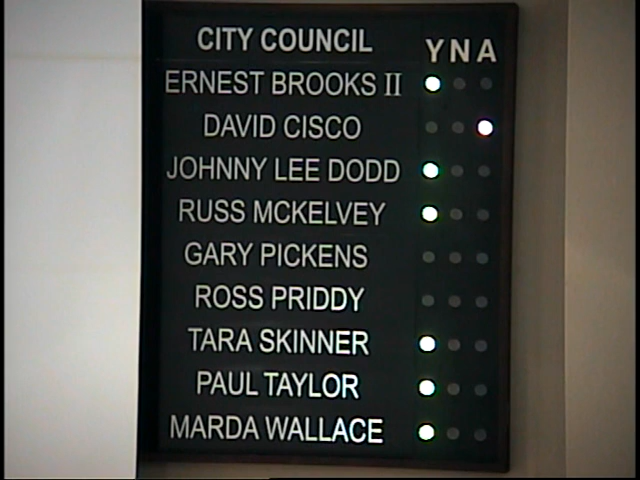 CITY COUNCIL Y N A
ERNEST BROOKS II
DAVID CISCO
JOHNNY LEE DODD
RUSS MCKELVEY
GARY PICKENS
ROSS PRIDDY
TARA SKINNER
PAUL TAYLOR
MARDA WALLACE